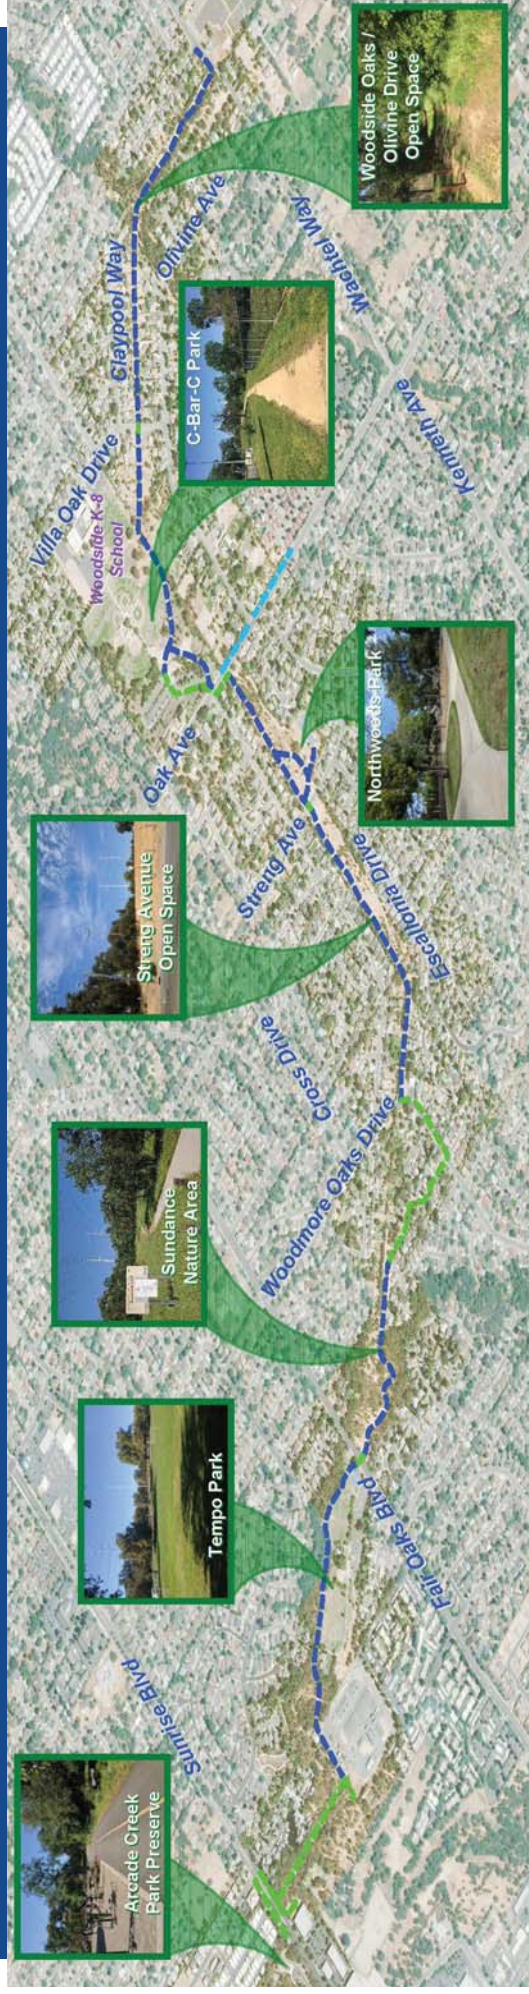 Arcade Creek
Park Preserve
Sunrise Blvd
Tempo Park
Fair Oaks Blvd
Sundance
Nature Area
Woodmore Oaks Drive
Cross Drive
Streng Avenue
Open Space
Escallonia Drive
Streng Ave
Northwoods Park
Oak Ave
C-Bar-C Park
Woodside K-8
School
Villa Oak Drive
Kenneth Ave
Wachtel Way
Claypool Way
Olivine Ave
Woodside Oaks /
Olivine Drive
Open Space